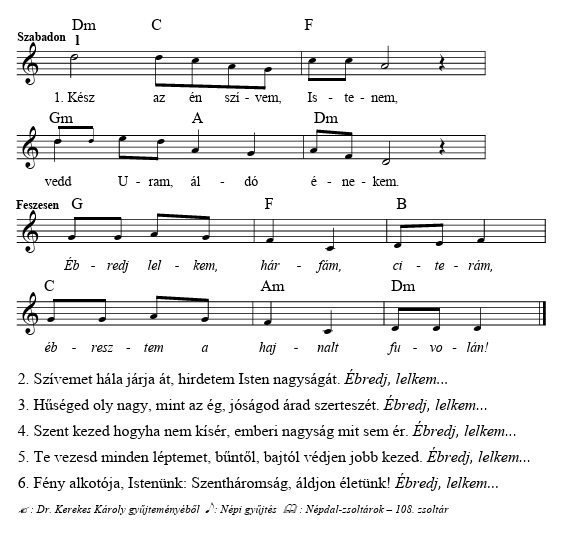 Dm C F
Szabadon 1
1. Kész az én szí - vem, Is - te - nem,
Gm A Dm
vedd U - ram, ál - dó é - ne - kem.
Feszesen G F B
Éb - redj lel - kem, hár - fám, ci - te - rám,
C Am Dm
éb - resz - tem a haj - nalt fu - vo - lán!
2. Szívemet hála járja át, hirdetem Isten nagyságát. Ébredj, lelkem...
3. Hűséged oly nagy, mint az ég, jóságod árad szerteszét. Ébredj, lelkem...
4. Szent kezed hogyha nem kísér, emberi nagyság mit sem ér. Ébredj, lelkem...
5. Te vezesd minden léptemet, bűntől, bajtól védjen jobb kezed. Ébredj, lelkem...
6. Fény alkotója, Istenünk: Szentháromság, áldjon életünk! Ébredj, lelkem...
: Dr. Kerekes Károly gyűjteményéből : Népi gyűjtés : Népdal-zsoltárok – 108. zsoltár